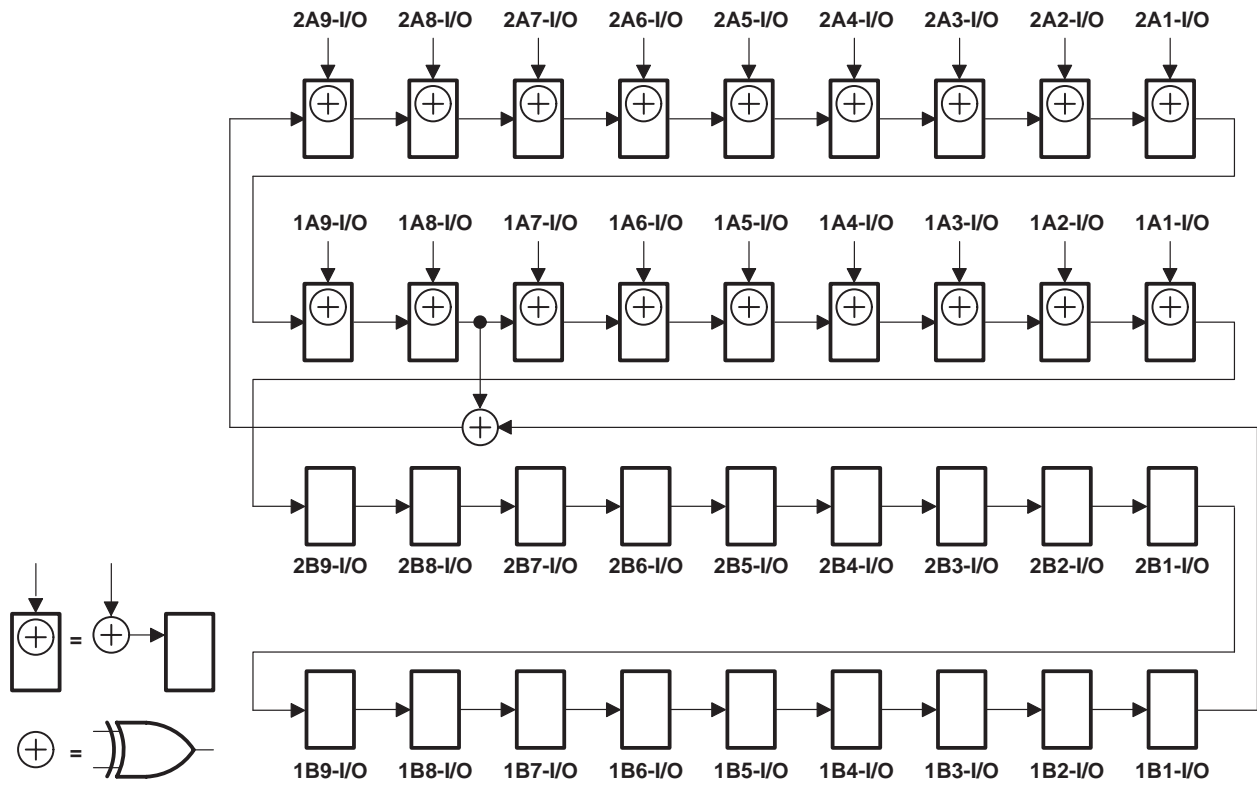 2A9-I/O 2A8-I/O 2A7-I/O 2A6-I/O 2A5-I/O 2A4-I/O 2A3-I/O 2A2-I/O 2A1-I/O
1A9-I/O 1A8-I/O 1A7-I/O 1A6-I/O 1A5-I/O 1A4-I/O 1A3-I/O 1A2-I/O 1A1-I/O
2B9-I/O 2B8-I/O 2B7-I/O 2B6-I/O 2B5-I/O 2B4-I/O 2B3-I/O 2B2-I/O 2B1-I/O
=
=
1B9-I/O 1B8-I/O 1B7-I/O 1B6-I/O 1B5-I/O 1B4-I/O 1B3-I/O 1B2-I/O 1B1-I/O